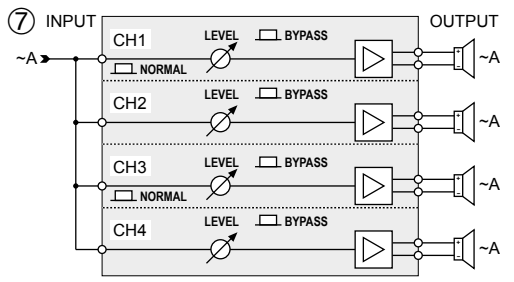 ⑦ INPUT OUTPUT
CH1 LEVEL BYPASS
~A ~A
NORMAL
CH2 LEVEL BYPASS
~A
CH3 LEVEL BYPASS
~A
NORMAL
CH4 LEVEL BYPASS
~A